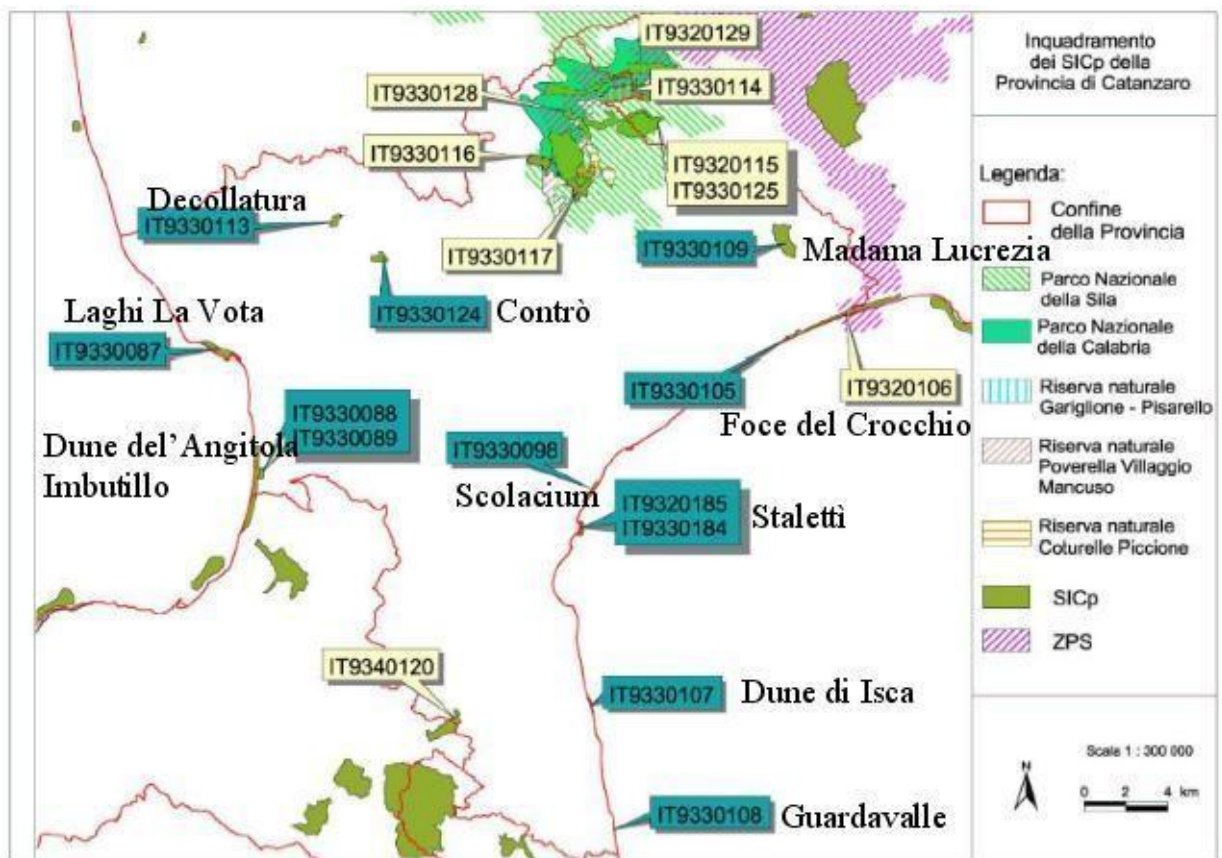 IT9320129
IT9330128
IT9330114
IT9330116
IT9320115
IT9330125
Decollatura
IT9330113
IT9330117
IT9330109
Madama Lucrezia
Laghi La Vota
IT9330124
Contrò
IT9330087
IT9330105
IT9320106
Foce del Crocchio
IT9330088
IT9330089
Dune del’Angitola
Imbutillo
IT9330098
Scolacium
IT9320185
IT9330184
Stalettì
IT9340120
IT9330107
Dune di Isca
IT9330108
Guardavalle
Inquadramento
dei SICp della
Provincia di Catanzaro
Legenda:
Confine
della Provincia
Parco Nazionale
della Sila
Parco Nazionale
della Calabria
Riserva naturale
Gariglione - Pisarello
Riserva naturale
Poverella Villaggio
Mancuso
Riserva naturale
Coturelle Piccione
SICp
ZPS
N
Scala 1 : 300 000
0 2 4 km